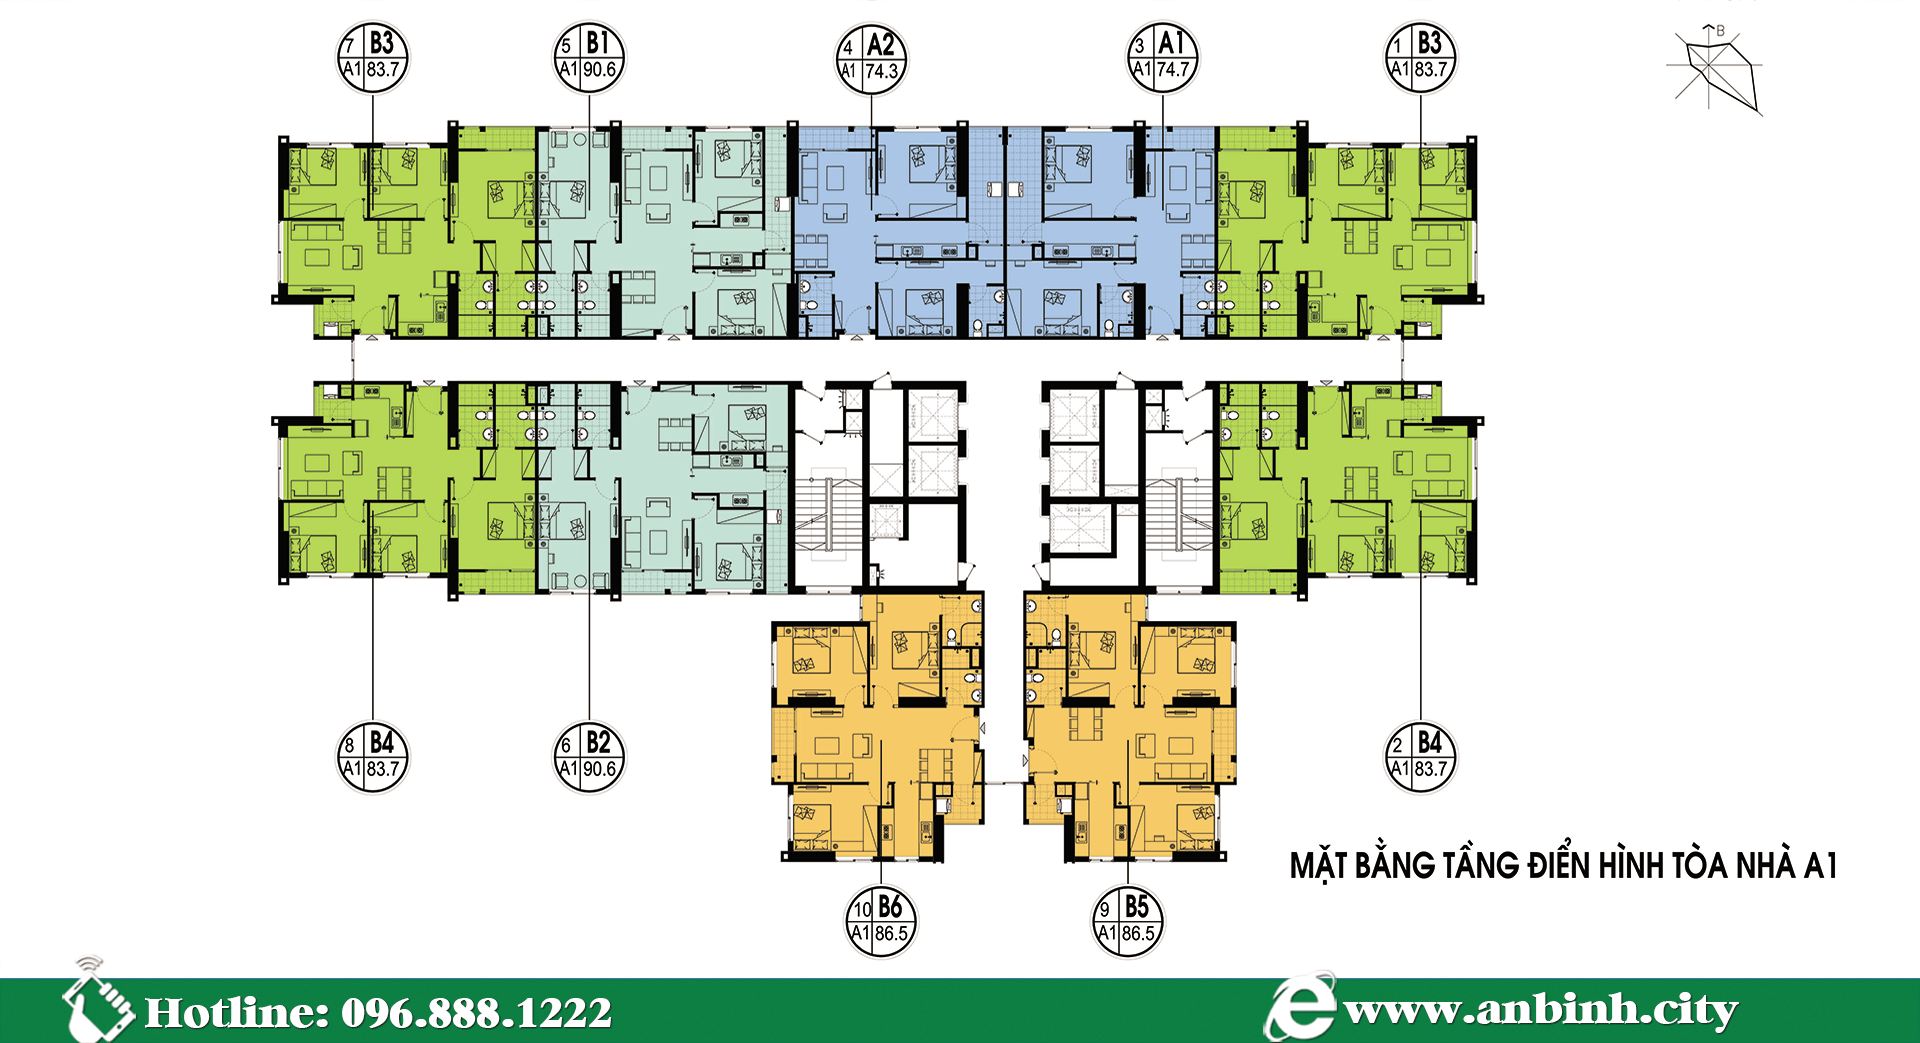 7 B3
A1 83.7
5 B1
A1 90.6
4 A2
A1 74.3
3 A1
A1 74.7
1 B3
A1 83.7
B
8 B4
A1 83.7
6 B2
A1 90.6
2 B4
A1 83.7
10 B6
A1 86.5
9 B5
A1 86.5
MẶT BẰNG TẦNG ĐIỂN HÌNH TÒA NHÀ A1
Hotline: 096.888.1222
www.anbinh.city